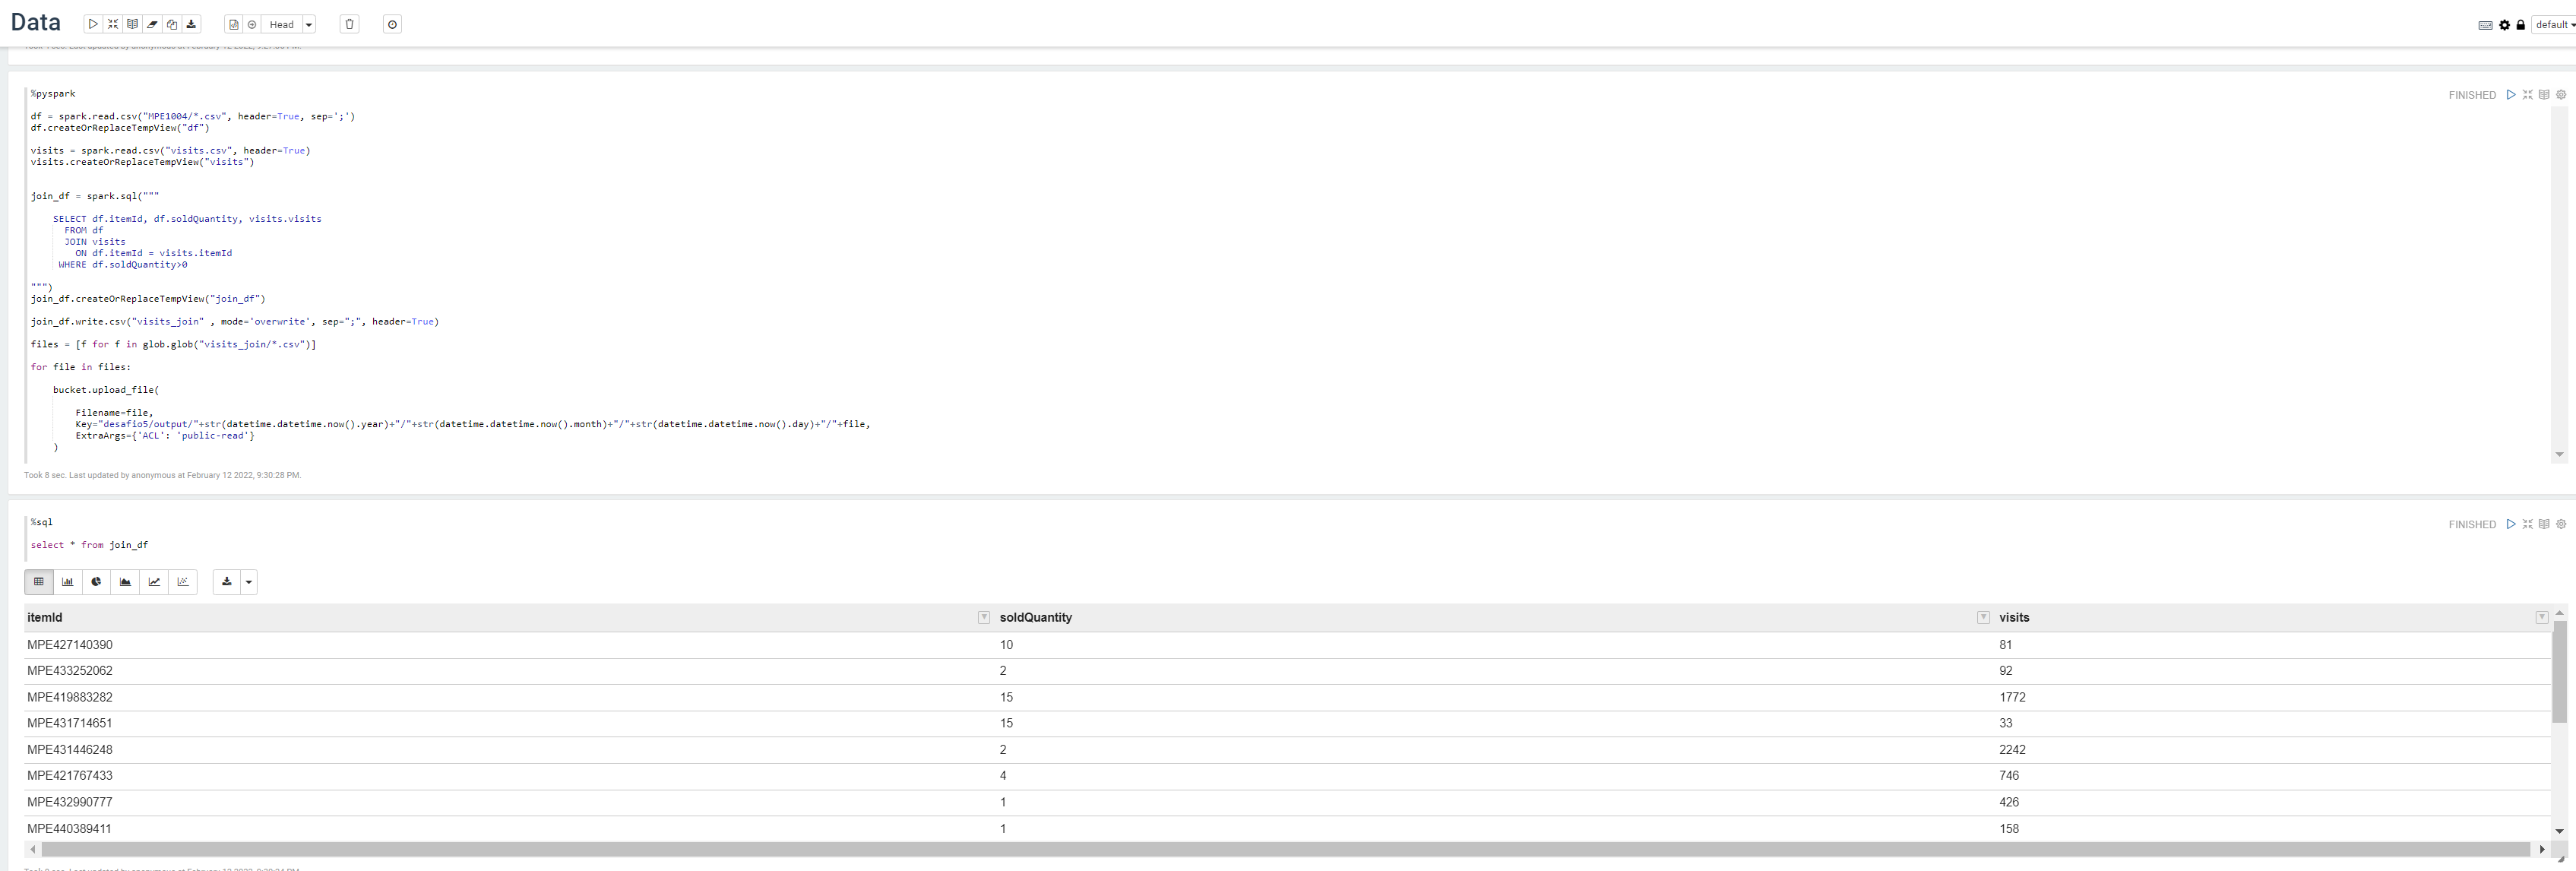 Data
Head
default
%pyspark
df = spark.read.csv("MPE1004/*.csv", header=True, sep=';')
df.createOrReplaceTempView("df")
visits = spark.read.csv("visits.csv", header=True)
visits.createOrReplaceTempView("visits")
join_df = spark.sql("""
SELECT df.itemId, df.soldQuantity, visits.visits
FROM df
JOIN visits
ON df.itemId = visits.itemId
WHERE df.soldQuantity>0
""")
join_df.createOrReplaceTempView("join_df")
join_df.write.csv("visits_join" , mode='overwrite', sep=";", header=True)
files = [f for f in glob.glob("visits_join/*.csv")]
for file in files:
bucket.upload_file(
Filename=file,
Key="desafio5/output/"+str(datetime.datetime.now().year)+"/"+str(datetime.datetime.now().month)+"/"+str(datetime.datetime.now().day)+"/"+file,
ExtraArgs={'ACL': 'public-read'}
)
FINISHED
Took 8 sec. Last updated by anonymous at February 12 2022, 9:30:28 PM.
%sql
select * from join_df
FINISHED
itemId soldQuantity visits
MPE427140390 10 81
MPE433252062 2 92
MPE419883282 15 1772
MPE431714651 15 33
MPE431446248 2 2242
MPE421767433 4 746
MPE432990777 1 426
MPE440389411 1 158